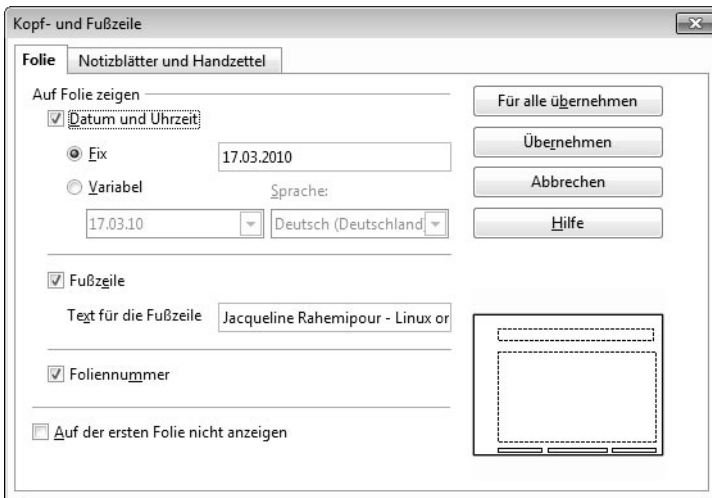 Kopf- und Fußzeile
Folie
Notizblätter und Handzettel
Auf Folie zeigen
Datum und Uhrzeit
Fix
17.03.2010
Variabel
Sprache:
17.03.10
Deutsch (Deutschland)
Fußzeile
Text für die Fußzeile
Jacqueline Rahemipour - Linux or
Foliennummer
Auf der ersten Folie nicht anzeigen
Für alle übernehmen
Übernehmen
Abbrechen
Hilfe